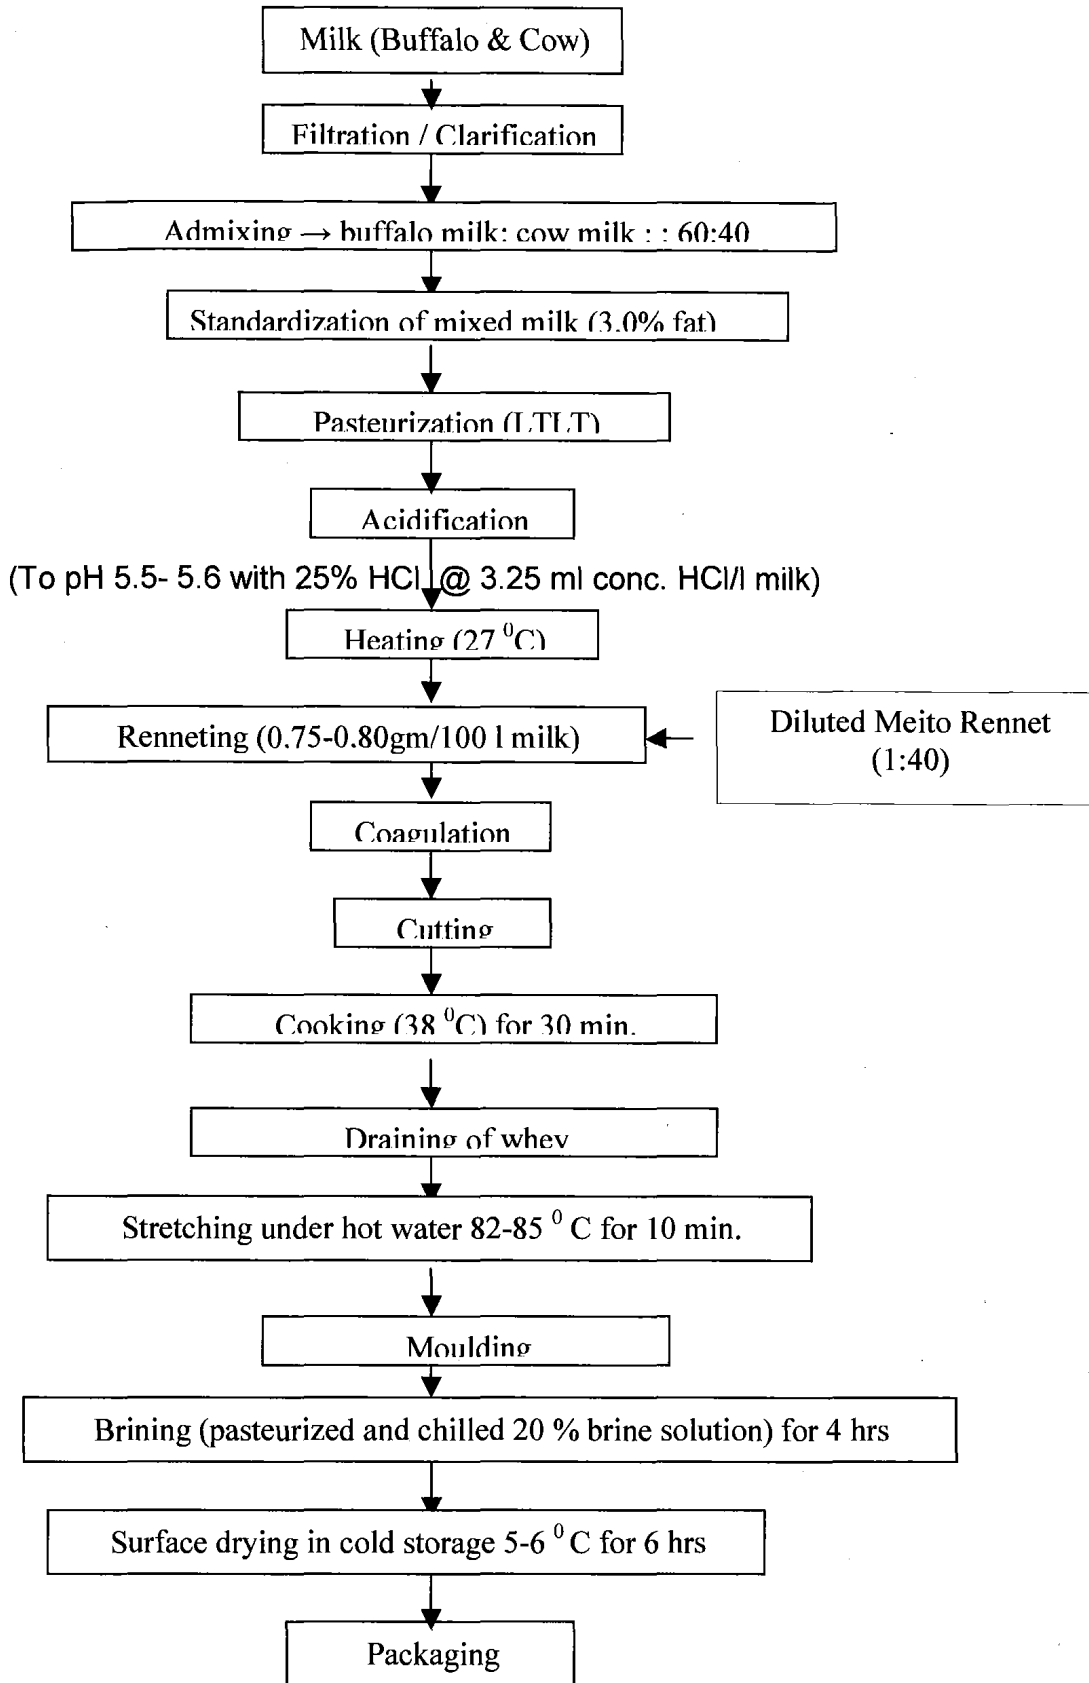 Milk (Buffalo & Cow)
Filtration / Clarification
Admixing → buffalo milk: cow milk : : 60:40
Standardization of mixed milk (3.0% fat)
Pasteurization (LTLT)
Acidification
(To pH 5.5- 5.6 with 25% HCl @ 3.25 ml conc. HCl/l milk)
Heating (27 ⁰C)
Renneting (0.75-0.80gm/100 l milk)
Diluted Meito Rennet
(1:40)
Coagulation
Cutting
Cooking (38 ⁰C) for 30 min.
Draining of whey
Stretching under hot water 82-85 ⁰ C for 10 min.
Moulding
Brining (pasteurized and chilled 20 % brine solution) for 4 hrs
Surface drying in cold storage 5-6 ⁰ C for 6 hrs
Packaging